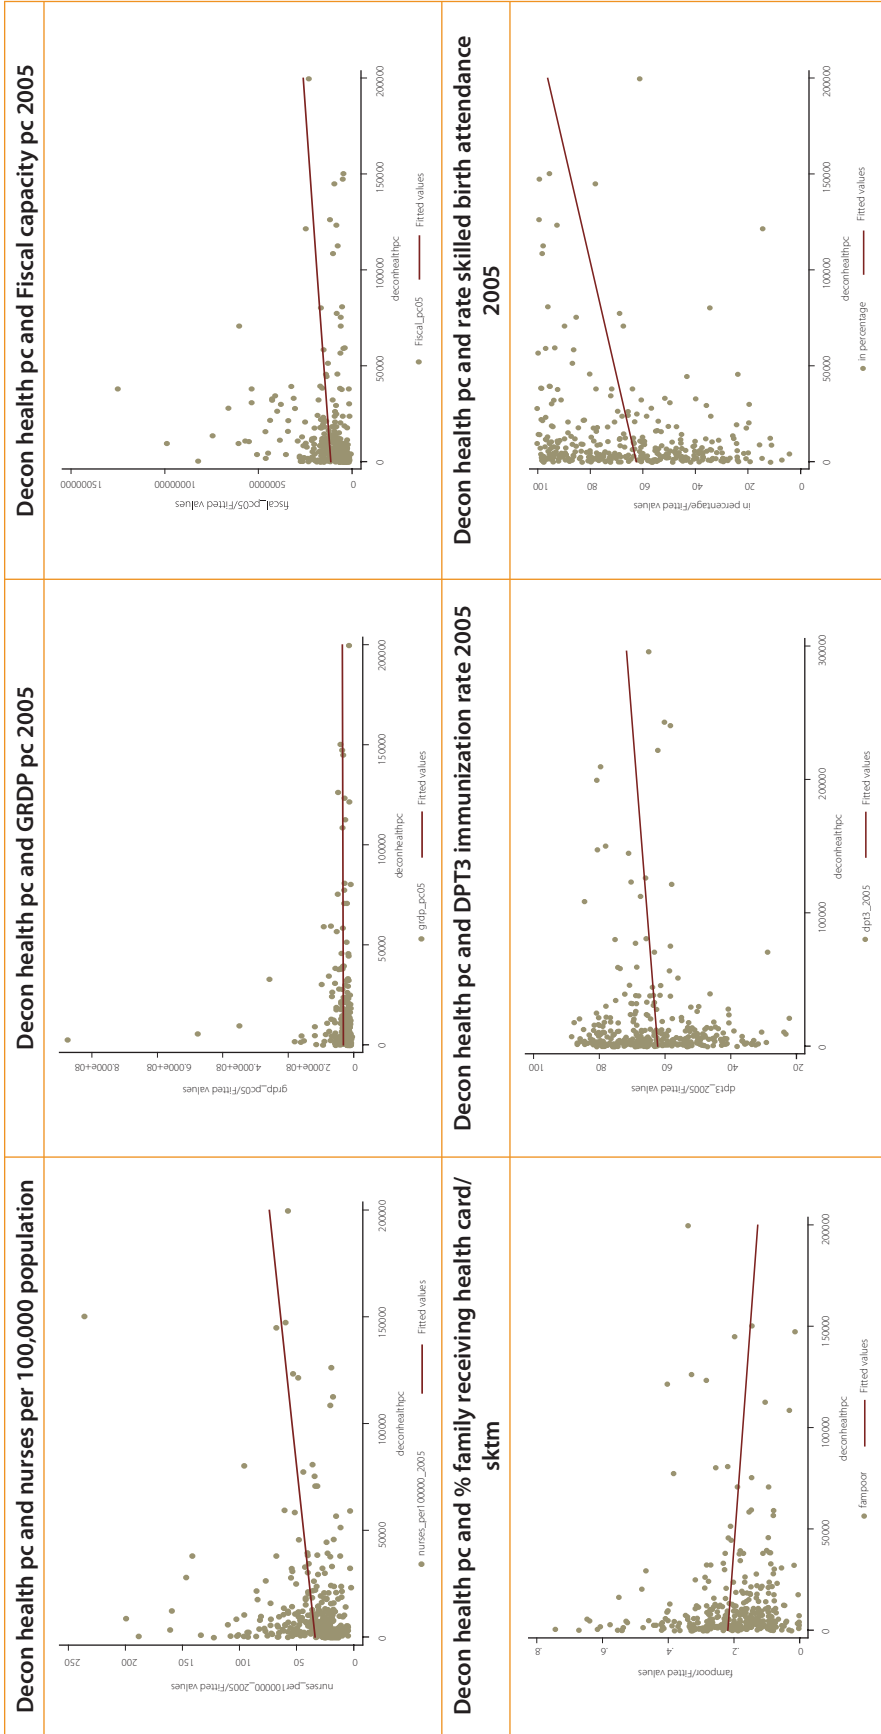 Decon health pc and nurses per 100,000 population
nurses_per100000_2005/Fitted values
0
50
100
150
200
250
0
50000
100000
150000
200000
deconhealthpc
nurses_per100000_2005
Fitted values
Decon health pc and GRDP pc 2005
grdp_pc05/Fitted values
0
2.000e+08
4.000e+08
6.000e+08
8.000e+08
0
50000
100000
150000
200000
deconhealthpc
grdp_pc05
Fitted values
Decon health pc and Fiscal capacity pc 2005
fiscal_pc05/Fitted values
0
5000000
10000000
15000000
0
50000
100000
150000
200000
deconhealthpc
Fiscal_pc05
Fitted values
Decon health pc and % family receiving health card/
sktm
fampoor/Fitted values
0
.2
.4
.6
.8
0
50000
100000
150000
200000
deconhealthpc
fampoor
Fitted values
Decon health pc and DPT3 immunization rate 2005
dpt3_2005/Fitted values
20
40
60
80
100
0
100000
200000
300000
deconhealthpc
dpt3_2005
Fitted values
Decon health pc and rate skilled birth attendance
2005
in percentage/Fitted values
0
20
40
60
80
100
0
50000
100000
150000
200000
deconhealthpc
in percentage
Fitted values